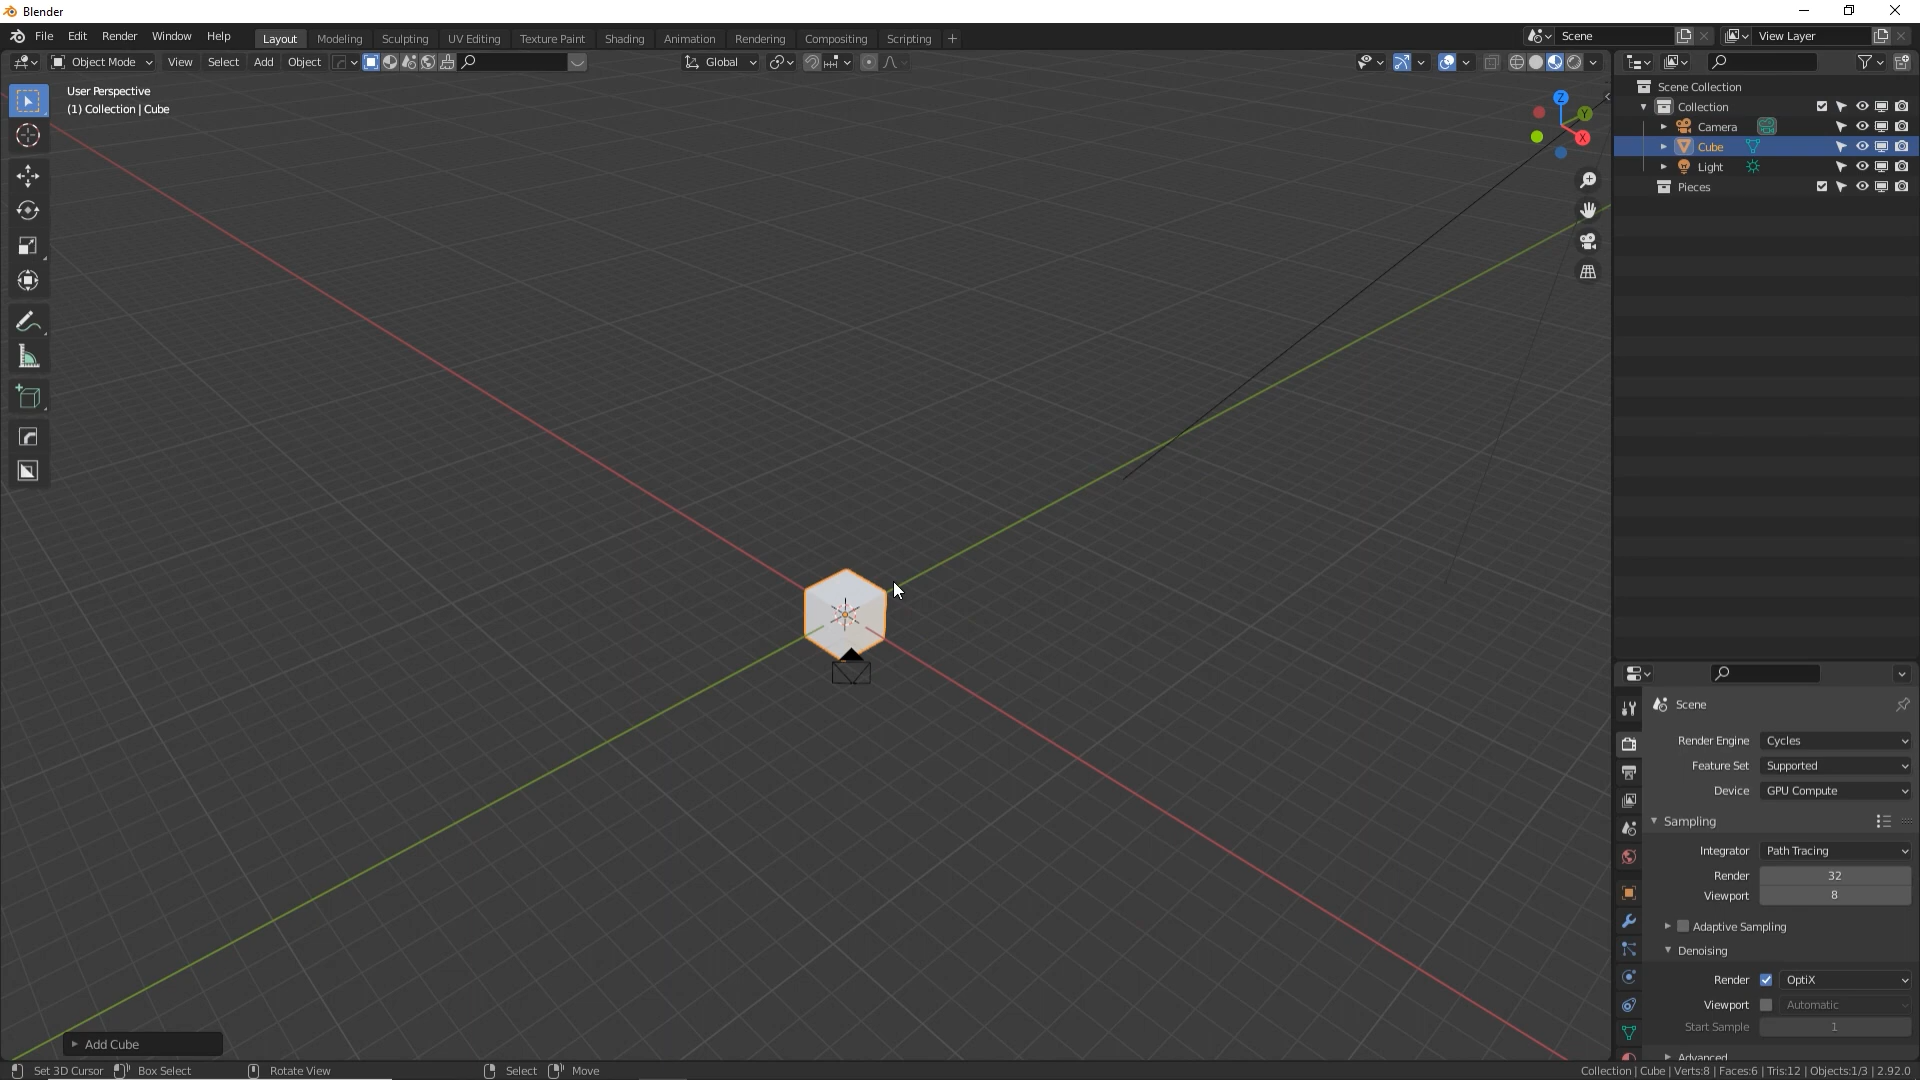 Blender
File Edit Render Window Help Layout Modeling Sculpting UV Editing Texture Paint Shading Animation Rendering Compositing Scripting + Scene View Layer
Object Mode View Select Add Object Global
User Perspective
(1) Collection | Cube
Z
Y
X
Scene Collection
Collection
Camera
Cube
Light
Pieces
Scene
Render Engine Cycles
Feature Set Supported
Device GPU Compute
Sampling
Integrator Path Tracing
Render 32
Viewport 8
Adaptive Sampling
Denoising
Render OptiX
Viewport Automatic
Start Sample 1
Advanced
Add Cube
Set 3D Cursor Box Select Rotate View Select Move Collection | Cube | Verts:8 | Faces:6 | Tris:12 | Objects:1/3 | 2.92.0